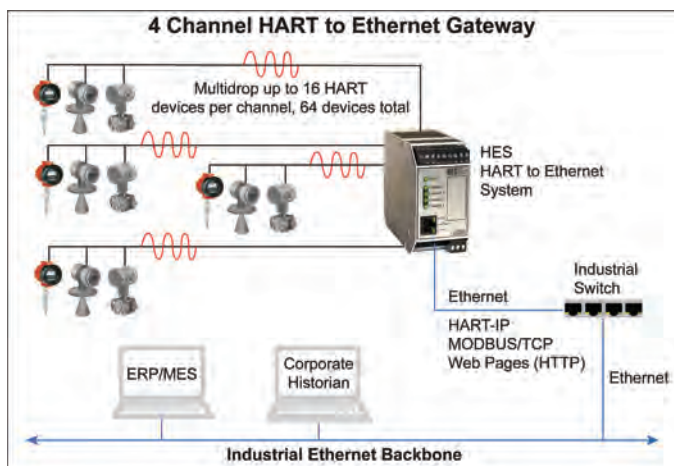 4 Channel HART to Ethernet Gateway
Multidrop up to 16 HART
devices per channel, 64 devices total
HES
HART to Ethernet
System
Industrial
Switch
Ethernet
HART-IP
MODBUS/TCP
Web Pages (HTTP)
Ethernet
ERP/MES
Corporate
Historian
Industrial Ethernet Backbone